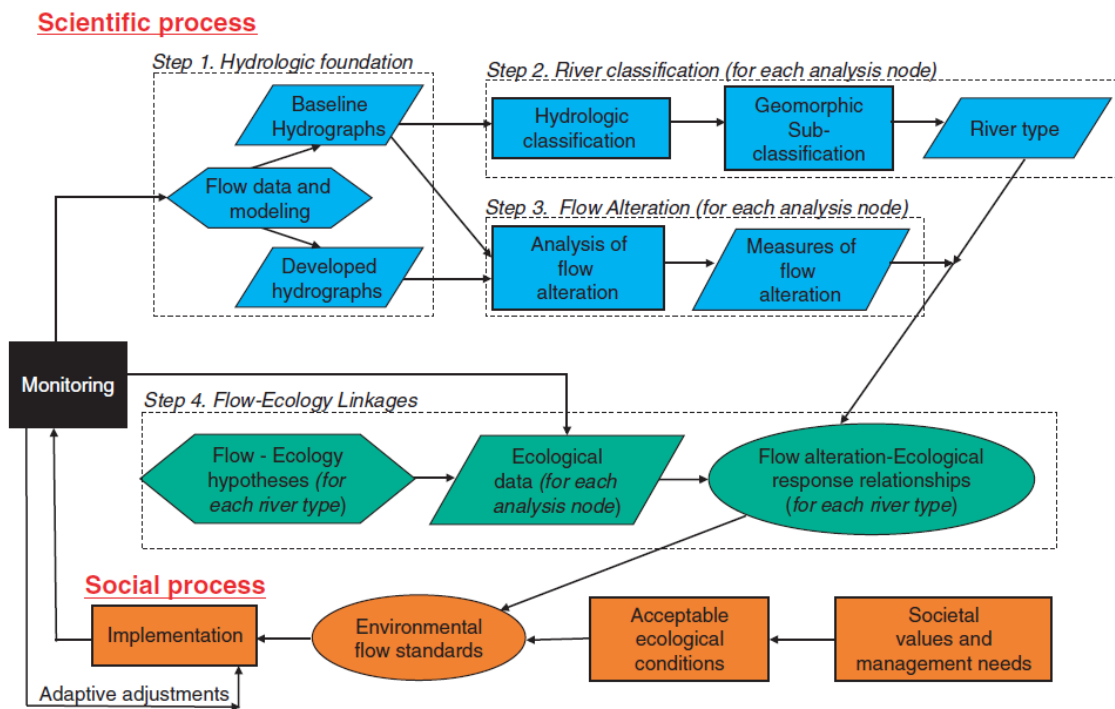 Scientific process
Step 1. Hydrologic foundation
Baseline
Hydrographs
Flow data and
modeling
Developed
hydrographs
Step 2. River classification (for each analysis node)
Hydrologic
classification
Geomorphic
Sub-
classification
River type
Step 3.  Flow Alteration (for each analysis node)
Analysis of
flow
alteration
Measures of
flow
alteration
Monitoring
Step 4. Flow-Ecology Linkages
Flow - Ecology
hypotheses (for
each river type)
Ecological
data (for each
analysis node)
Flow alteration-Ecological
response relationships
(for each river type)
Social process
Implementation
Environmental
flow standards
Acceptable
ecological
conditions
Societal
values and
management needs
Adaptive adjustments